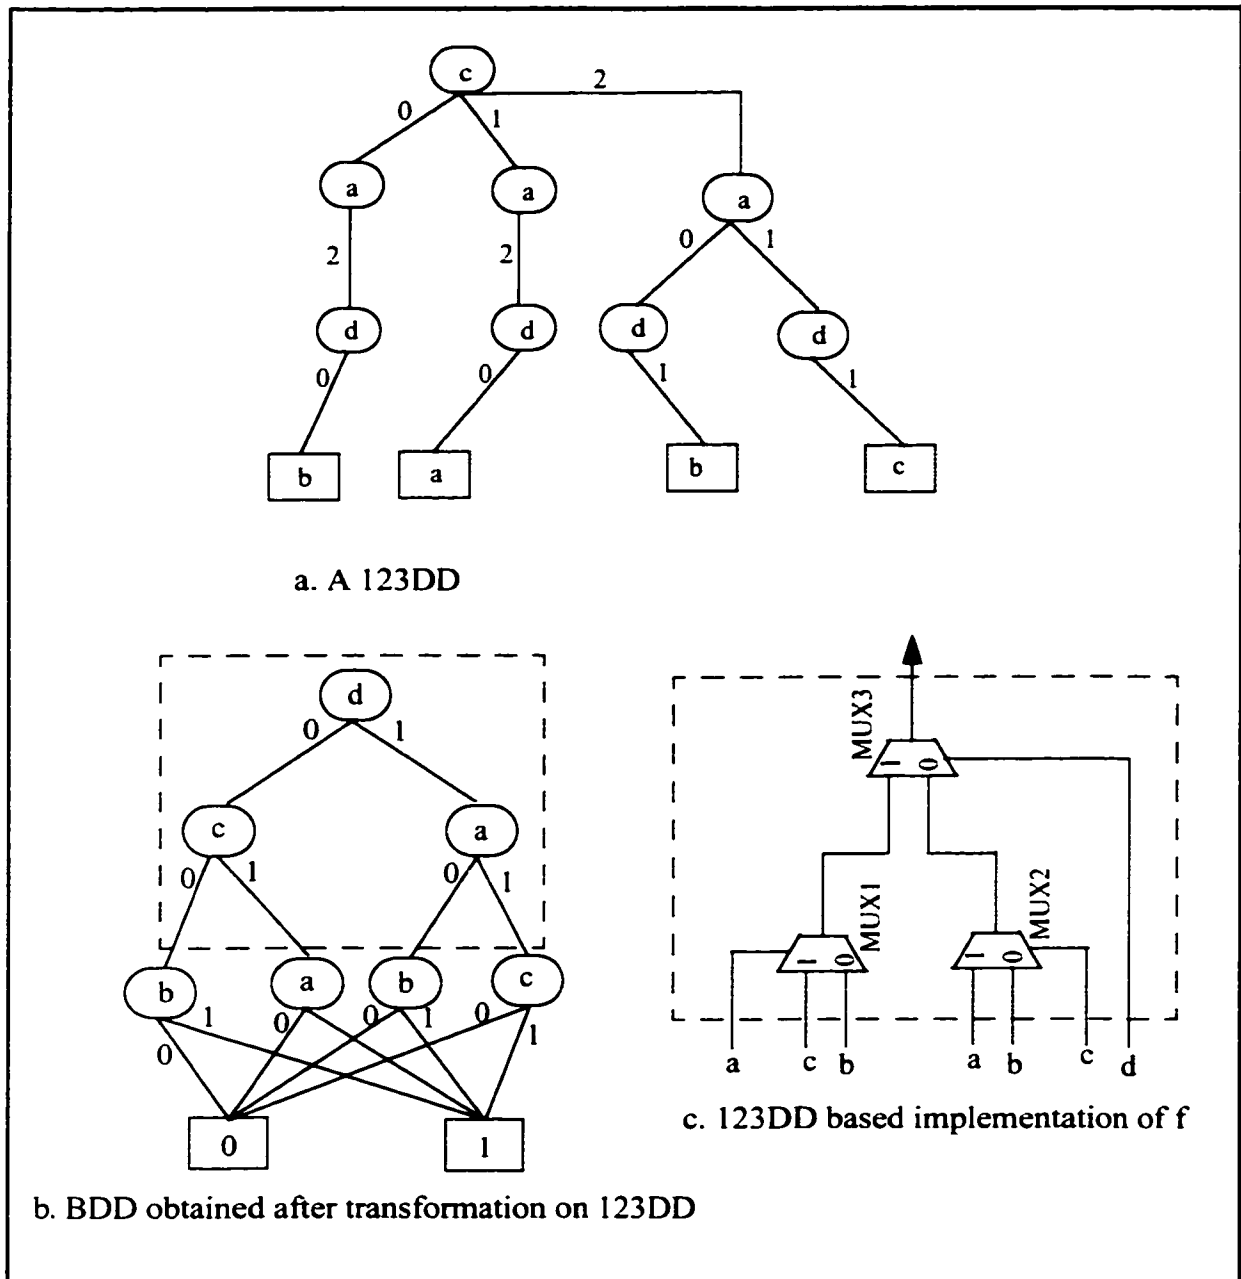 c
2
0
1
a
a
a
0
1
2
2
d
d
d
d
0
0
1
1
b
a
b
c
a. A 123DD
d
0
1
c
a
0
1
0
1
b
a
b
c
1
0
0
1
0
1
0
0
1
b. BDD obtained after transformation on 123DD
MUX3
1
0
MUX1
MUX2
1
0
1
0
a
c
b
a
b
c
d
c. 123DD based implementation of f